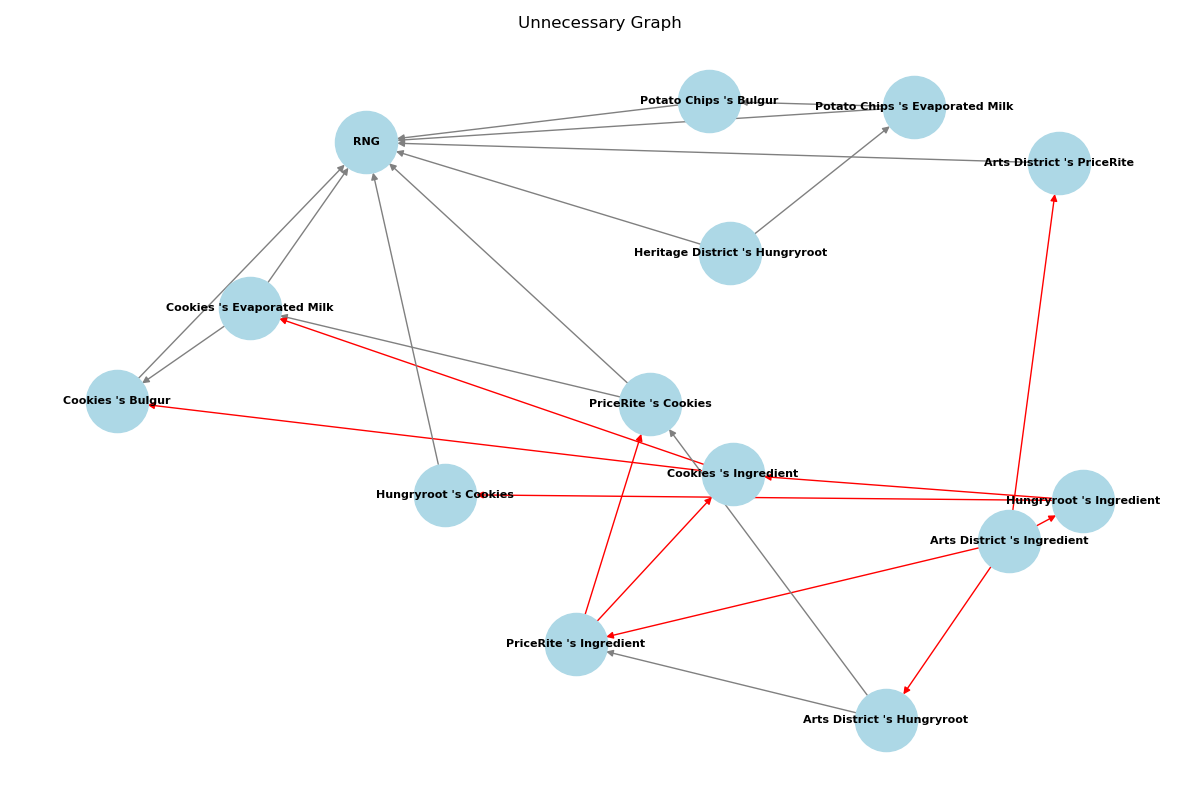 Unnecessary Graph
Potato Chips 's Bulgur
Potato Chips 's Evaporated Milk
RNG
Arts District 's PriceRite
Heritage District 's Hungryroot
Cookies 's Evaporated Milk
Cookies 's Bulgur
PriceRite 's Cookies
Cookies 's Ingredient
Hungryroot 's Cookies
Hungryroot 's Ingredient
Arts District 's Ingredient
PriceRite 's Ingredient
Arts District 's Hungryroot